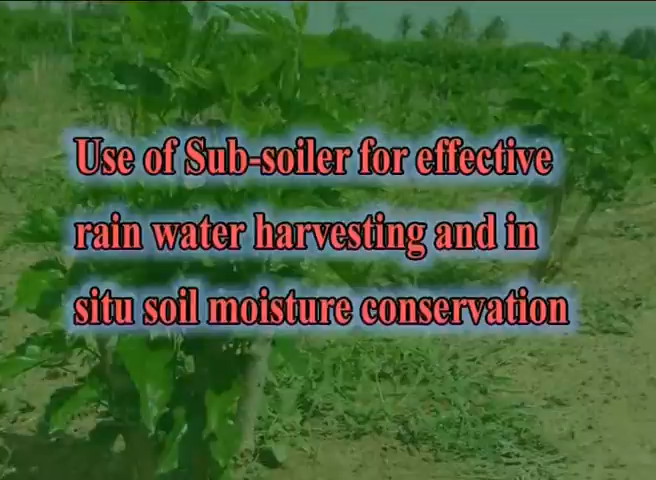 Use of Sub-soiler for effective
rain water harvesting and in
situ soil moisture conservation